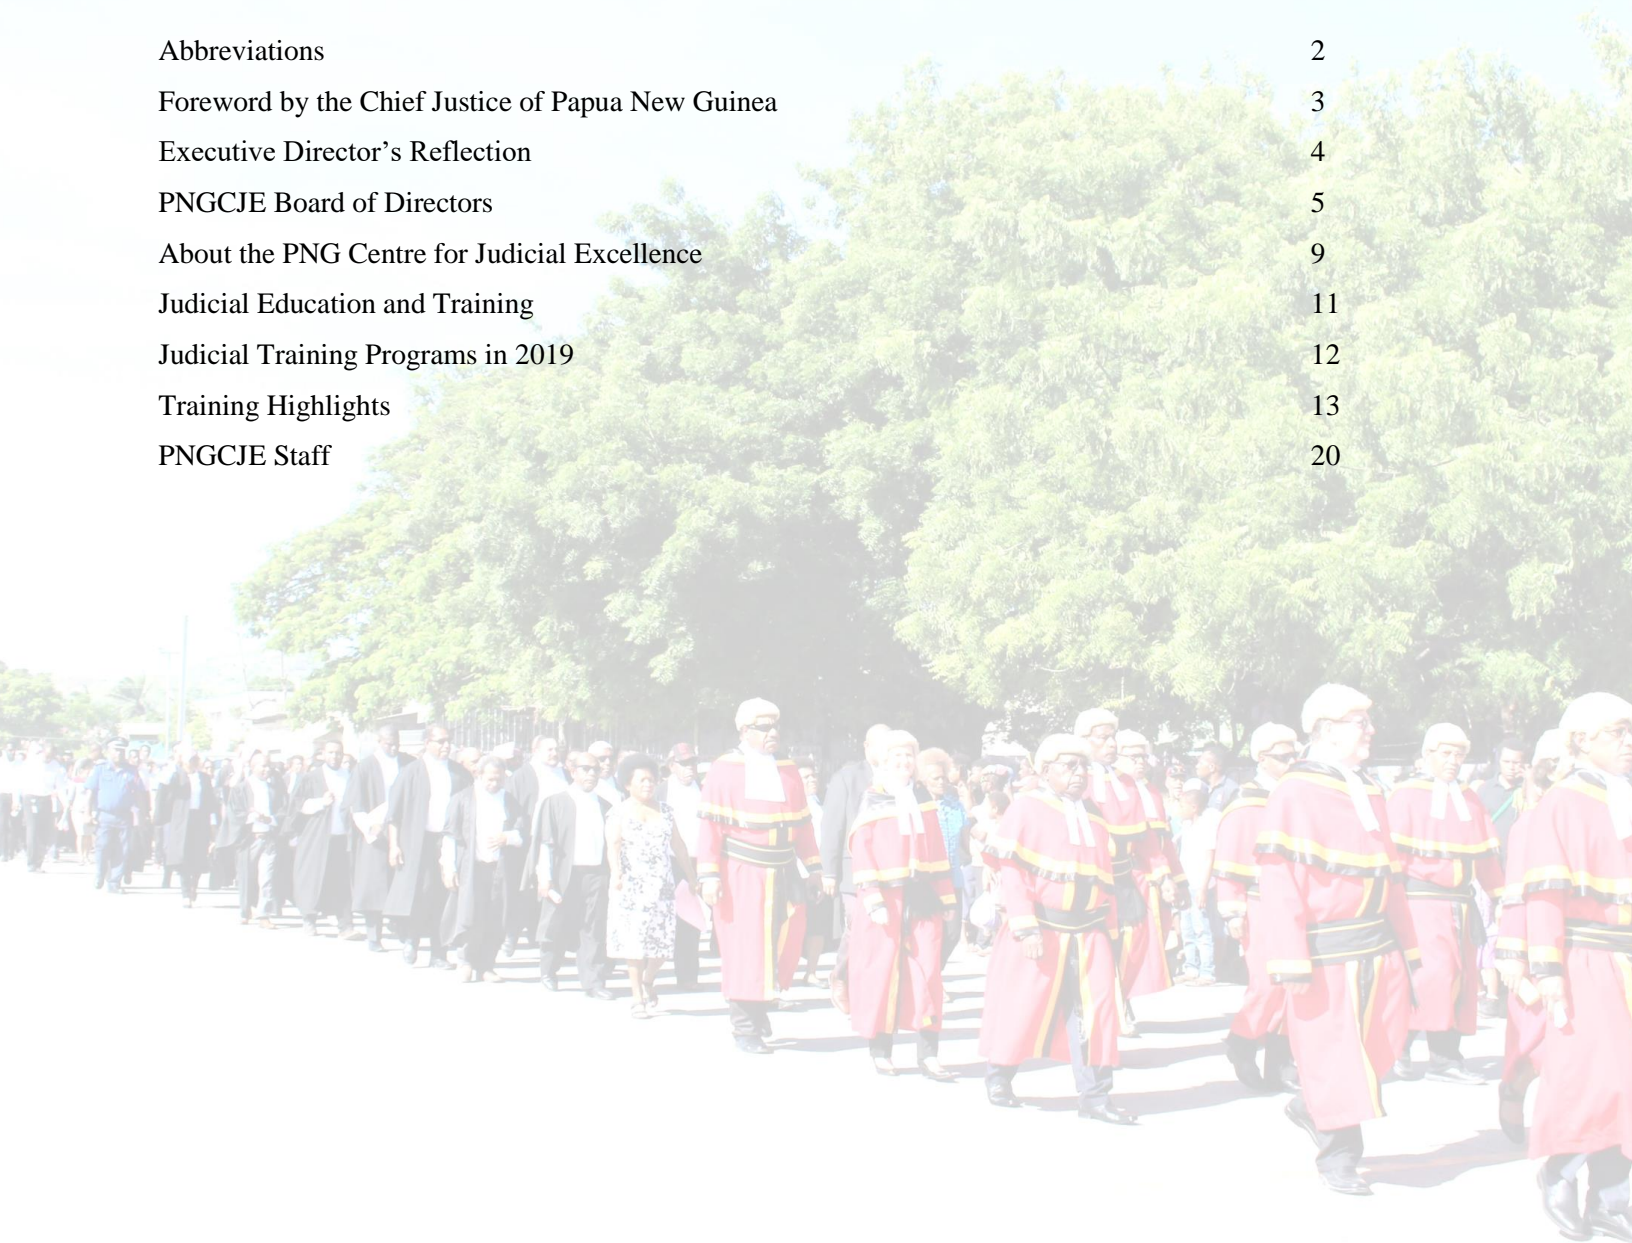 Abbreviations 2
Foreword by the Chief Justice of Papua New Guinea 3
Executive Director’s Reflection 4
PNGCJE Board of Directors 5
About the PNG Centre for Judicial Excellence 9
Judicial Education and Training 11
Judicial Training Programs in 2019 12
Training Highlights 13
PNGCJE Staff 20